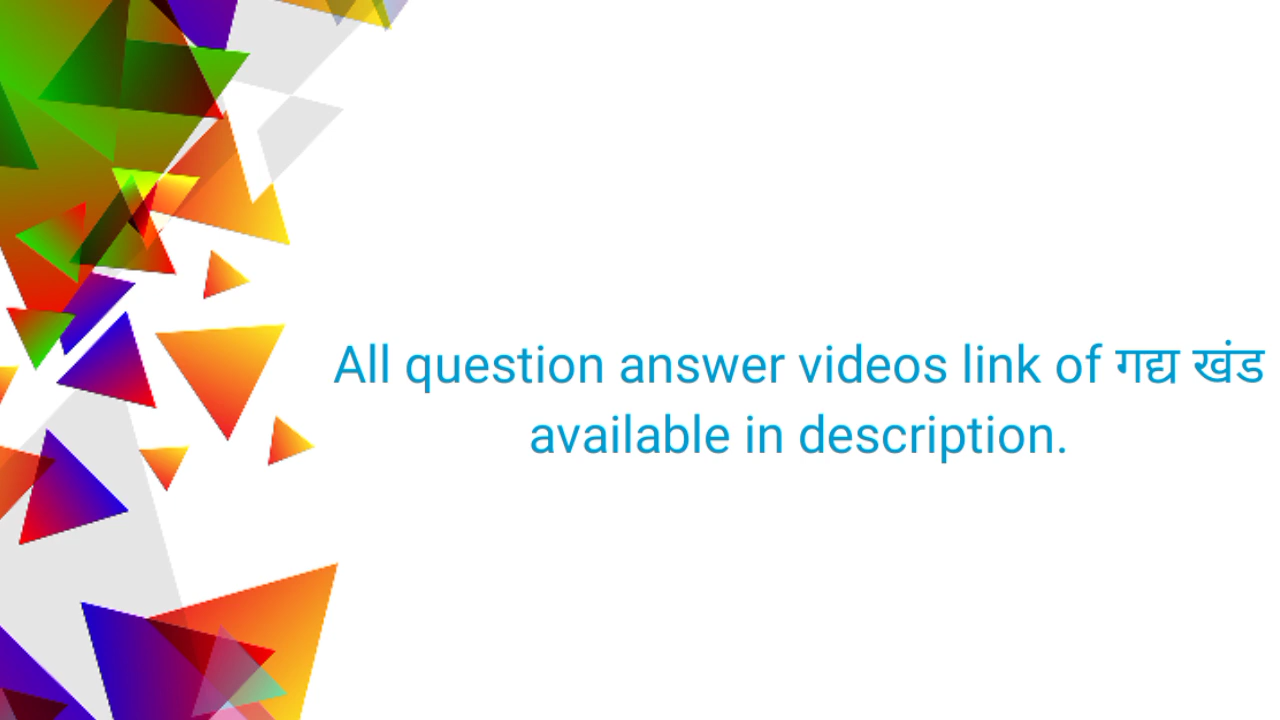 All question answer videos link of गद्य खंड
available in description.